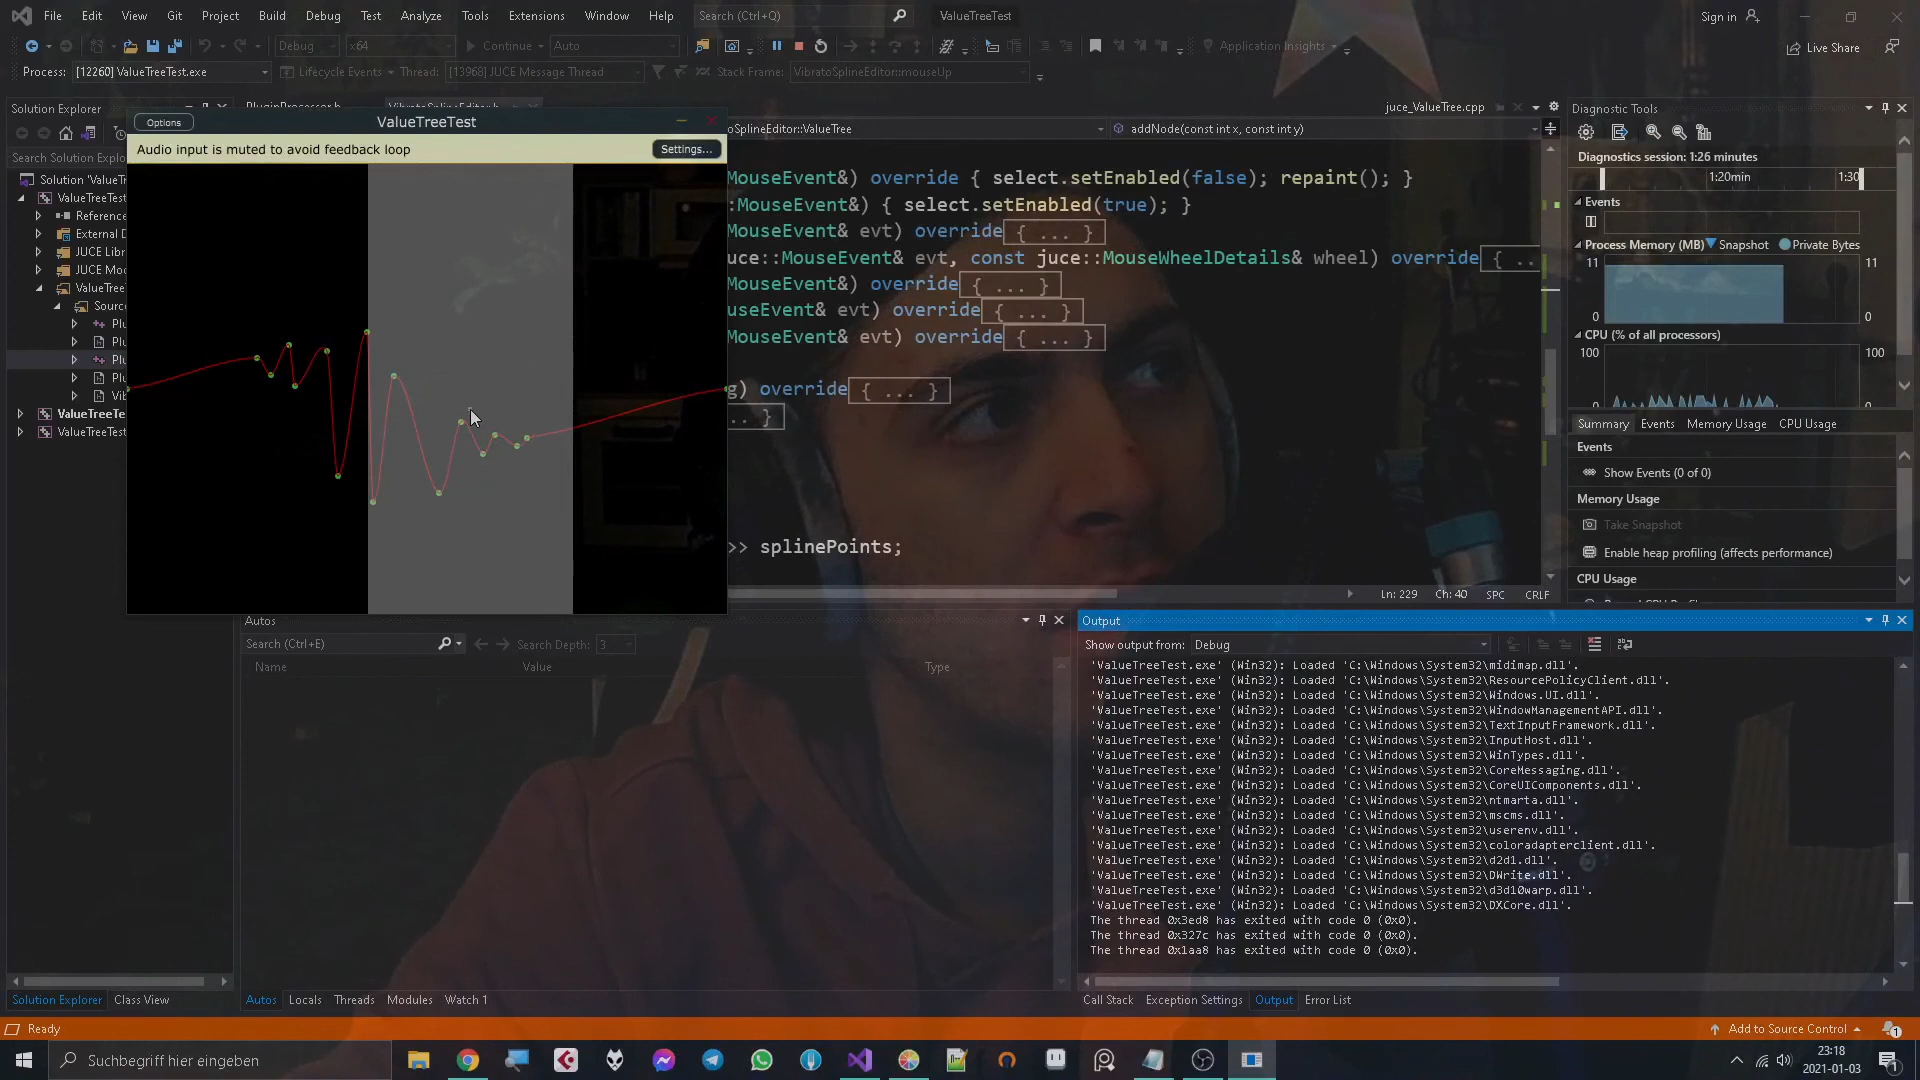 File Edit View Git Project Build Debug Test Analyze Tools Extensions Window Help Search (Ctrl+Q) ValueTreeTest Sign in
Debug x64 Continue Auto Application Insights Live Share
Process: [12260] ValueTreeTest.exe Lifecycle Events Thread: [13968] JUCE Message Thread Stack Frame: VibratoSplineEditor::mouseUp
Solution Explorer
Search Solution Explo
Solution 'ValueT
ValueTreeTest
Reference
External D
JUCE Libr
JUCE Mod
ValueTree
Source
Plu
Plu
Plu
Plu
Vib
ValueTreeTe
ValueTreeTest
Solution Explorer Class View
Options ValueTreeTest
Audio input is muted to avoid feedback loop Settings...
juce_ValueTree.cpp
oSplineEditor::ValueTree addNode(const int x, const int y)
MouseEvent&) override { select.setEnabled(false); repaint(); }
:MouseEvent&) { select.setEnabled(true); }
MouseEvent& evt) override { ... }
uce::MouseEvent& evt, const juce::MouseWheelDetails& wheel) override { ..
MouseEvent& evt) override { ... }
useEvent& evt) override { ... }
MouseEvent& evt) override { ... }
g) override { ... }
.. }
>> splinePoints;
Ln: 229 Ch: 40 SPC CRLF
Diagnostic Tools
Diagnostics session: 1:26 minutes
1:20min 1:30
Events
Process Memory (MB) Snapshot Private Bytes
11 11
0 0
CPU (% of all processors)
100 100
0 0
Summary Events Memory Usage CPU Usage
Events
Show Events (0 of 0)
Memory Usage
Take Snapshot
Enable heap profiling (affects performance)
CPU Usage
Autos
Search (Ctrl+E) Search Depth: 3
Name Value Type
Autos Locals Threads Modules Watch 1
Output
Show output from: Debug
'ValueTreeTest.exe' (Win32): Loaded 'C:\Windows\System32\midimap.dll'.
'ValueTreeTest.exe' (Win32): Loaded 'C:\Windows\System32\ResourcePolicyClient.dll'.
'ValueTreeTest.exe' (Win32): Loaded 'C:\Windows\System32\Windows.UI.dll'.
'ValueTreeTest.exe' (Win32): Loaded 'C:\Windows\System32\WindowManagementAPI.dll'.
'ValueTreeTest.exe' (Win32): Loaded 'C:\Windows\System32\TextInputFramework.dll'.
'ValueTreeTest.exe' (Win32): Loaded 'C:\Windows\System32\InputHost.dll'.
'ValueTreeTest.exe' (Win32): Loaded 'C:\Windows\System32\WinTypes.dll'.
'ValueTreeTest.exe' (Win32): Loaded 'C:\Windows\System32\CoreMessaging.dll'.
'ValueTreeTest.exe' (Win32): Loaded 'C:\Windows\System32\CoreUIComponents.dll'.
'ValueTreeTest.exe' (Win32): Loaded 'C:\Windows\System32\ntmarta.dll'.
'ValueTreeTest.exe' (Win32): Loaded 'C:\Windows\System32\mscms.dll'.
'ValueTreeTest.exe' (Win32): Loaded 'C:\Windows\System32\userenv.dll'.
'ValueTreeTest.exe' (Win32): Loaded 'C:\Windows\System32\coloradapterclient.dll'.
'ValueTreeTest.exe' (Win32): Loaded 'C:\Windows\System32\d2d1.dll'.
'ValueTreeTest.exe' (Win32): Loaded 'C:\Windows\System32\DWrite.dll'.
'ValueTreeTest.exe' (Win32): Loaded 'C:\Windows\System32\d3d10warp.dll'.
'ValueTreeTest.exe' (Win32): Loaded 'C:\Windows\System32\DXCore.dll'.
The thread 0x3ed8 has exited with code 0 (0x0).
The thread 0x327c has exited with code 0 (0x0).
The thread 0x1aa8 has exited with code 0 (0x0).
Call Stack Exception Settings Output Error List
Ready Add to Source Control 1
Suchbegriff hier eingeben
23:18
2021-01-03
1